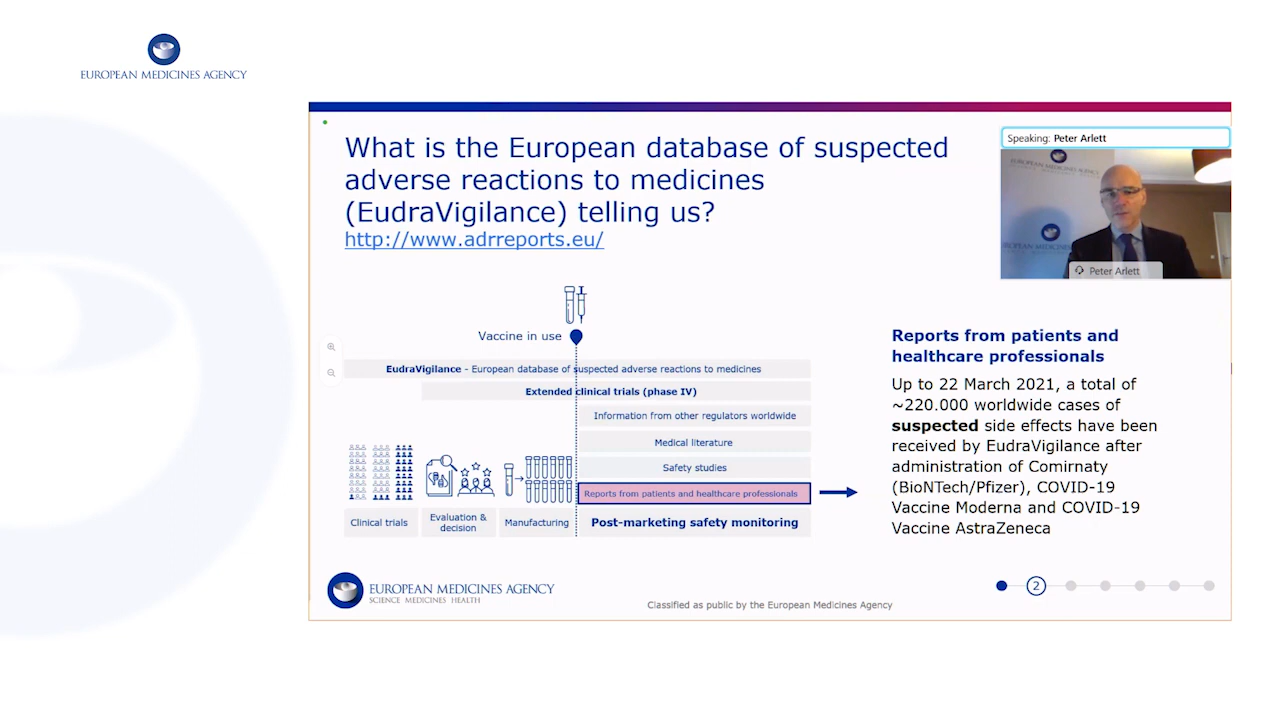 EUROPEAN MEDICINES AGENCY
What is the European database of suspected
adverse reactions to medicines
(EudraVigilance) telling us?
http://www.adrreports.eu/
Speaking: Peter Arlett
EUROPEAN MEDICINES AGENCY
EUROPEAN MEDICINES
Peter Arlett
Vaccine in use
EudraVigilance - European database of suspected adverse reactions to medicines
Extended clinical trials (phase IV)
Information from other regulators worldwide
Medical literature
Safety studies
Reports from patients and healthcare professionals
Clinical trials
Evaluation &
decision
Manufacturing
Post-marketing safety monitoring
Reports from patients and
healthcare professionals
Up to 22 March 2021, a total of
~220.000 worldwide cases of
suspected side effects have been
received by EudraVigilance after
administration of Comirnaty
(BioNTech/Pfizer), COVID-19
Vaccine Moderna and COVID-19
Vaccine AstraZeneca
EUROPEAN MEDICINES AGENCY
SCIENCE MEDICINES HEALTH
Classified as public by the European Medicines Agency
2